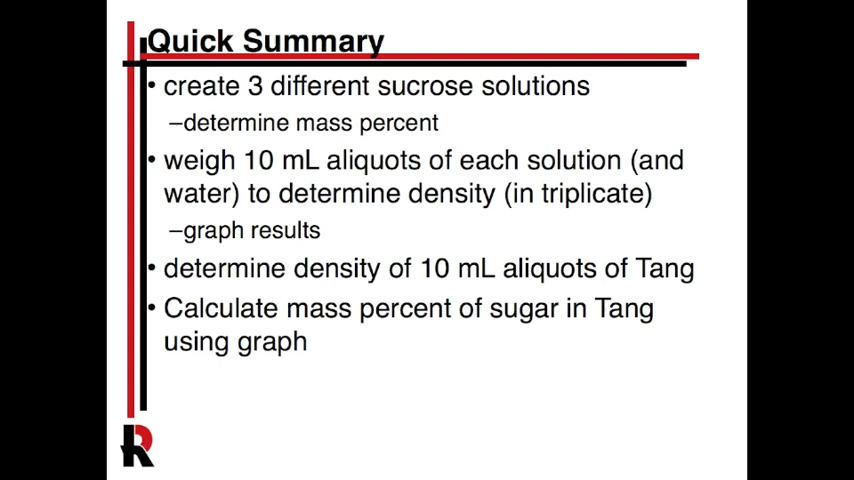 Quick Summary
• create 3 different sucrose solutions
–determine mass percent
• weigh 10 mL aliquots of each solution (and
water) to determine density (in triplicate)
–graph results
• determine density of 10 mL aliquots of Tang
• Calculate mass percent of sugar in Tang
using graph
R